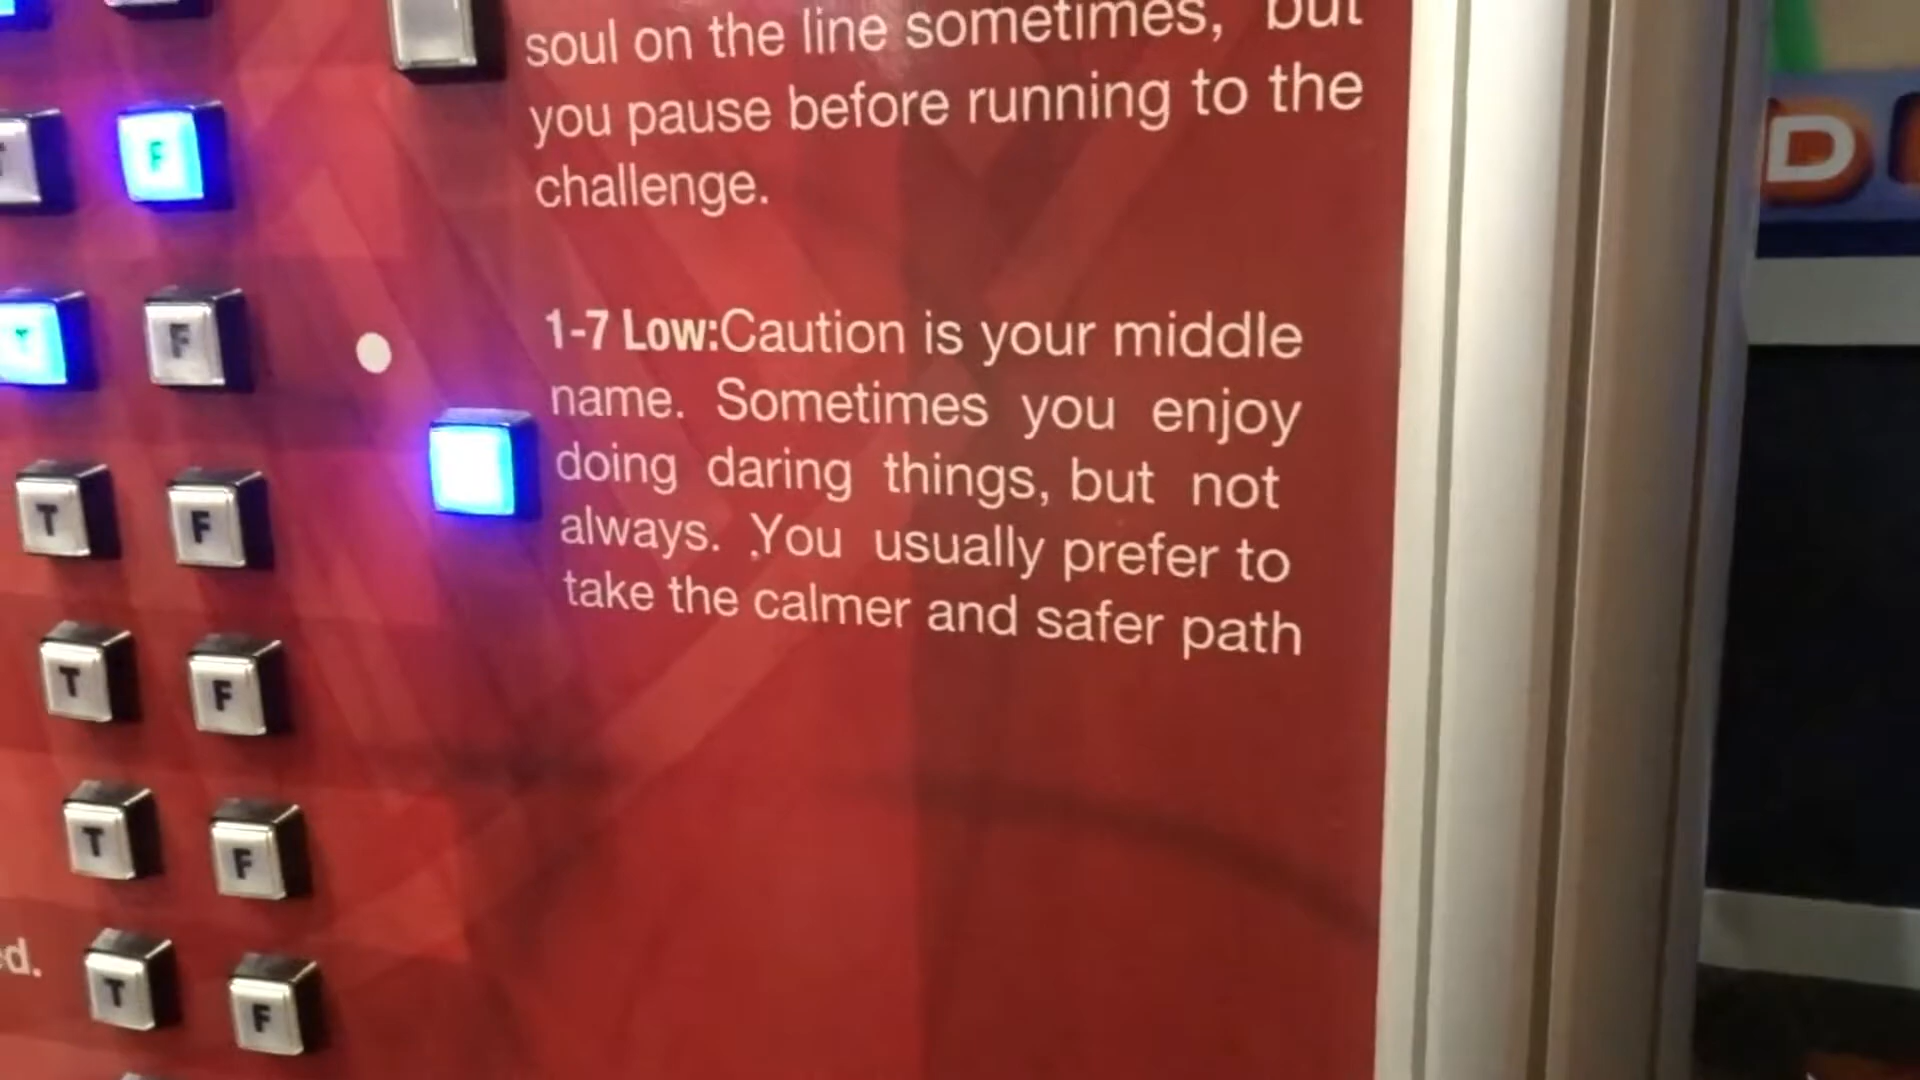 soul on the line sometimes, but
you pause before running to the
challenge.
1-7 Low:Caution is your middle
name. Sometimes you enjoy
doing daring things, but not
always. .You usually prefer to
take the calmer and safer path
F
T F
T F
T F
T F
d. T F
D